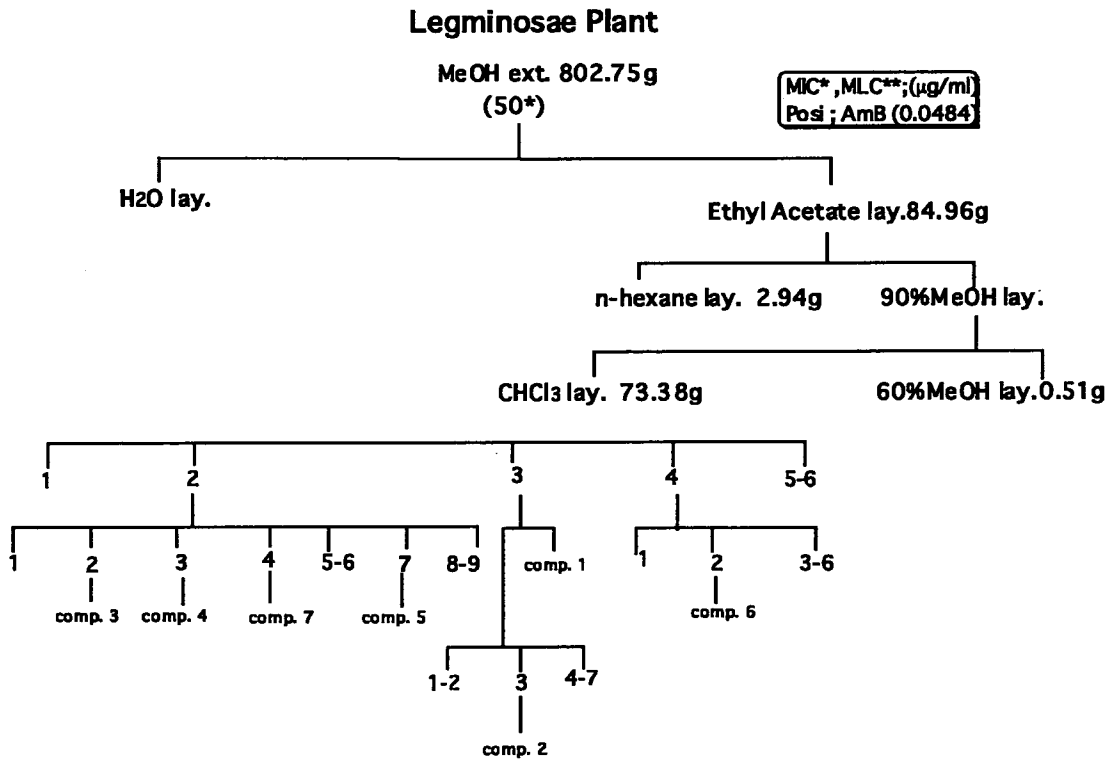 Legminosae Plant
MeOH ext. 802.75g
(50*)
MIC* ,MLC**;(µg/ml)
Posi ; AmB (0.0484)
H2O lay.
Ethyl Acetate lay.84.96g
n-hexane lay. 2.94g
90%MeOH lay.
CHCl3 lay. 73.38g
60%MeOH lay.0.51g
1 2 3 4 5-6
1 2 3 4 5-6 7 8-9
comp. 1
1 2 3-6
comp. 3 comp. 4 comp. 7 comp. 5
comp. 6
1-2 3 4-7
comp. 2